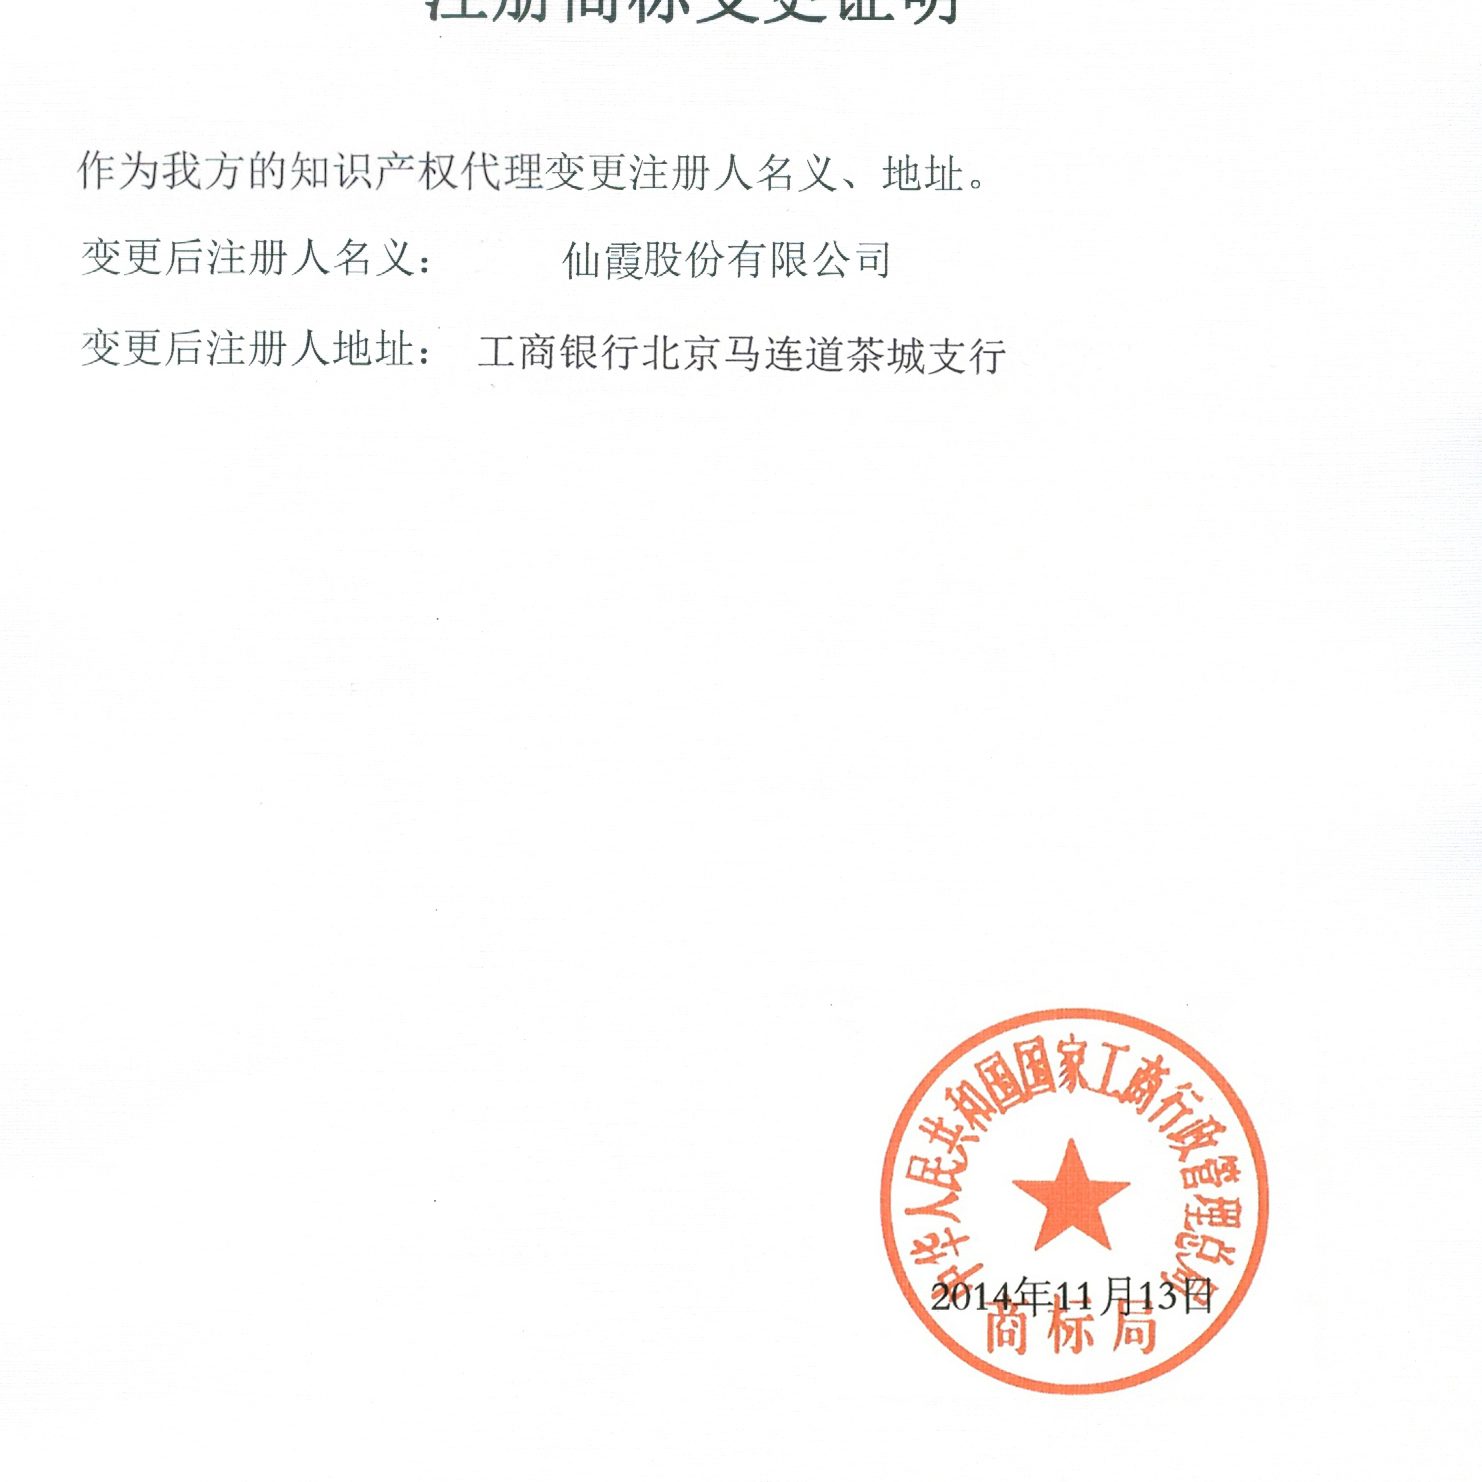 注册商标变更证明
作为我方的知识产权代理变更注册人名义、地址。
变更后注册人名义： 仙霞股份有限公司
变更后注册人地址： 工商银行北京马连道茶城支行
中华人民共和国国家工商行政管理总局
2014年11月13日
商标局